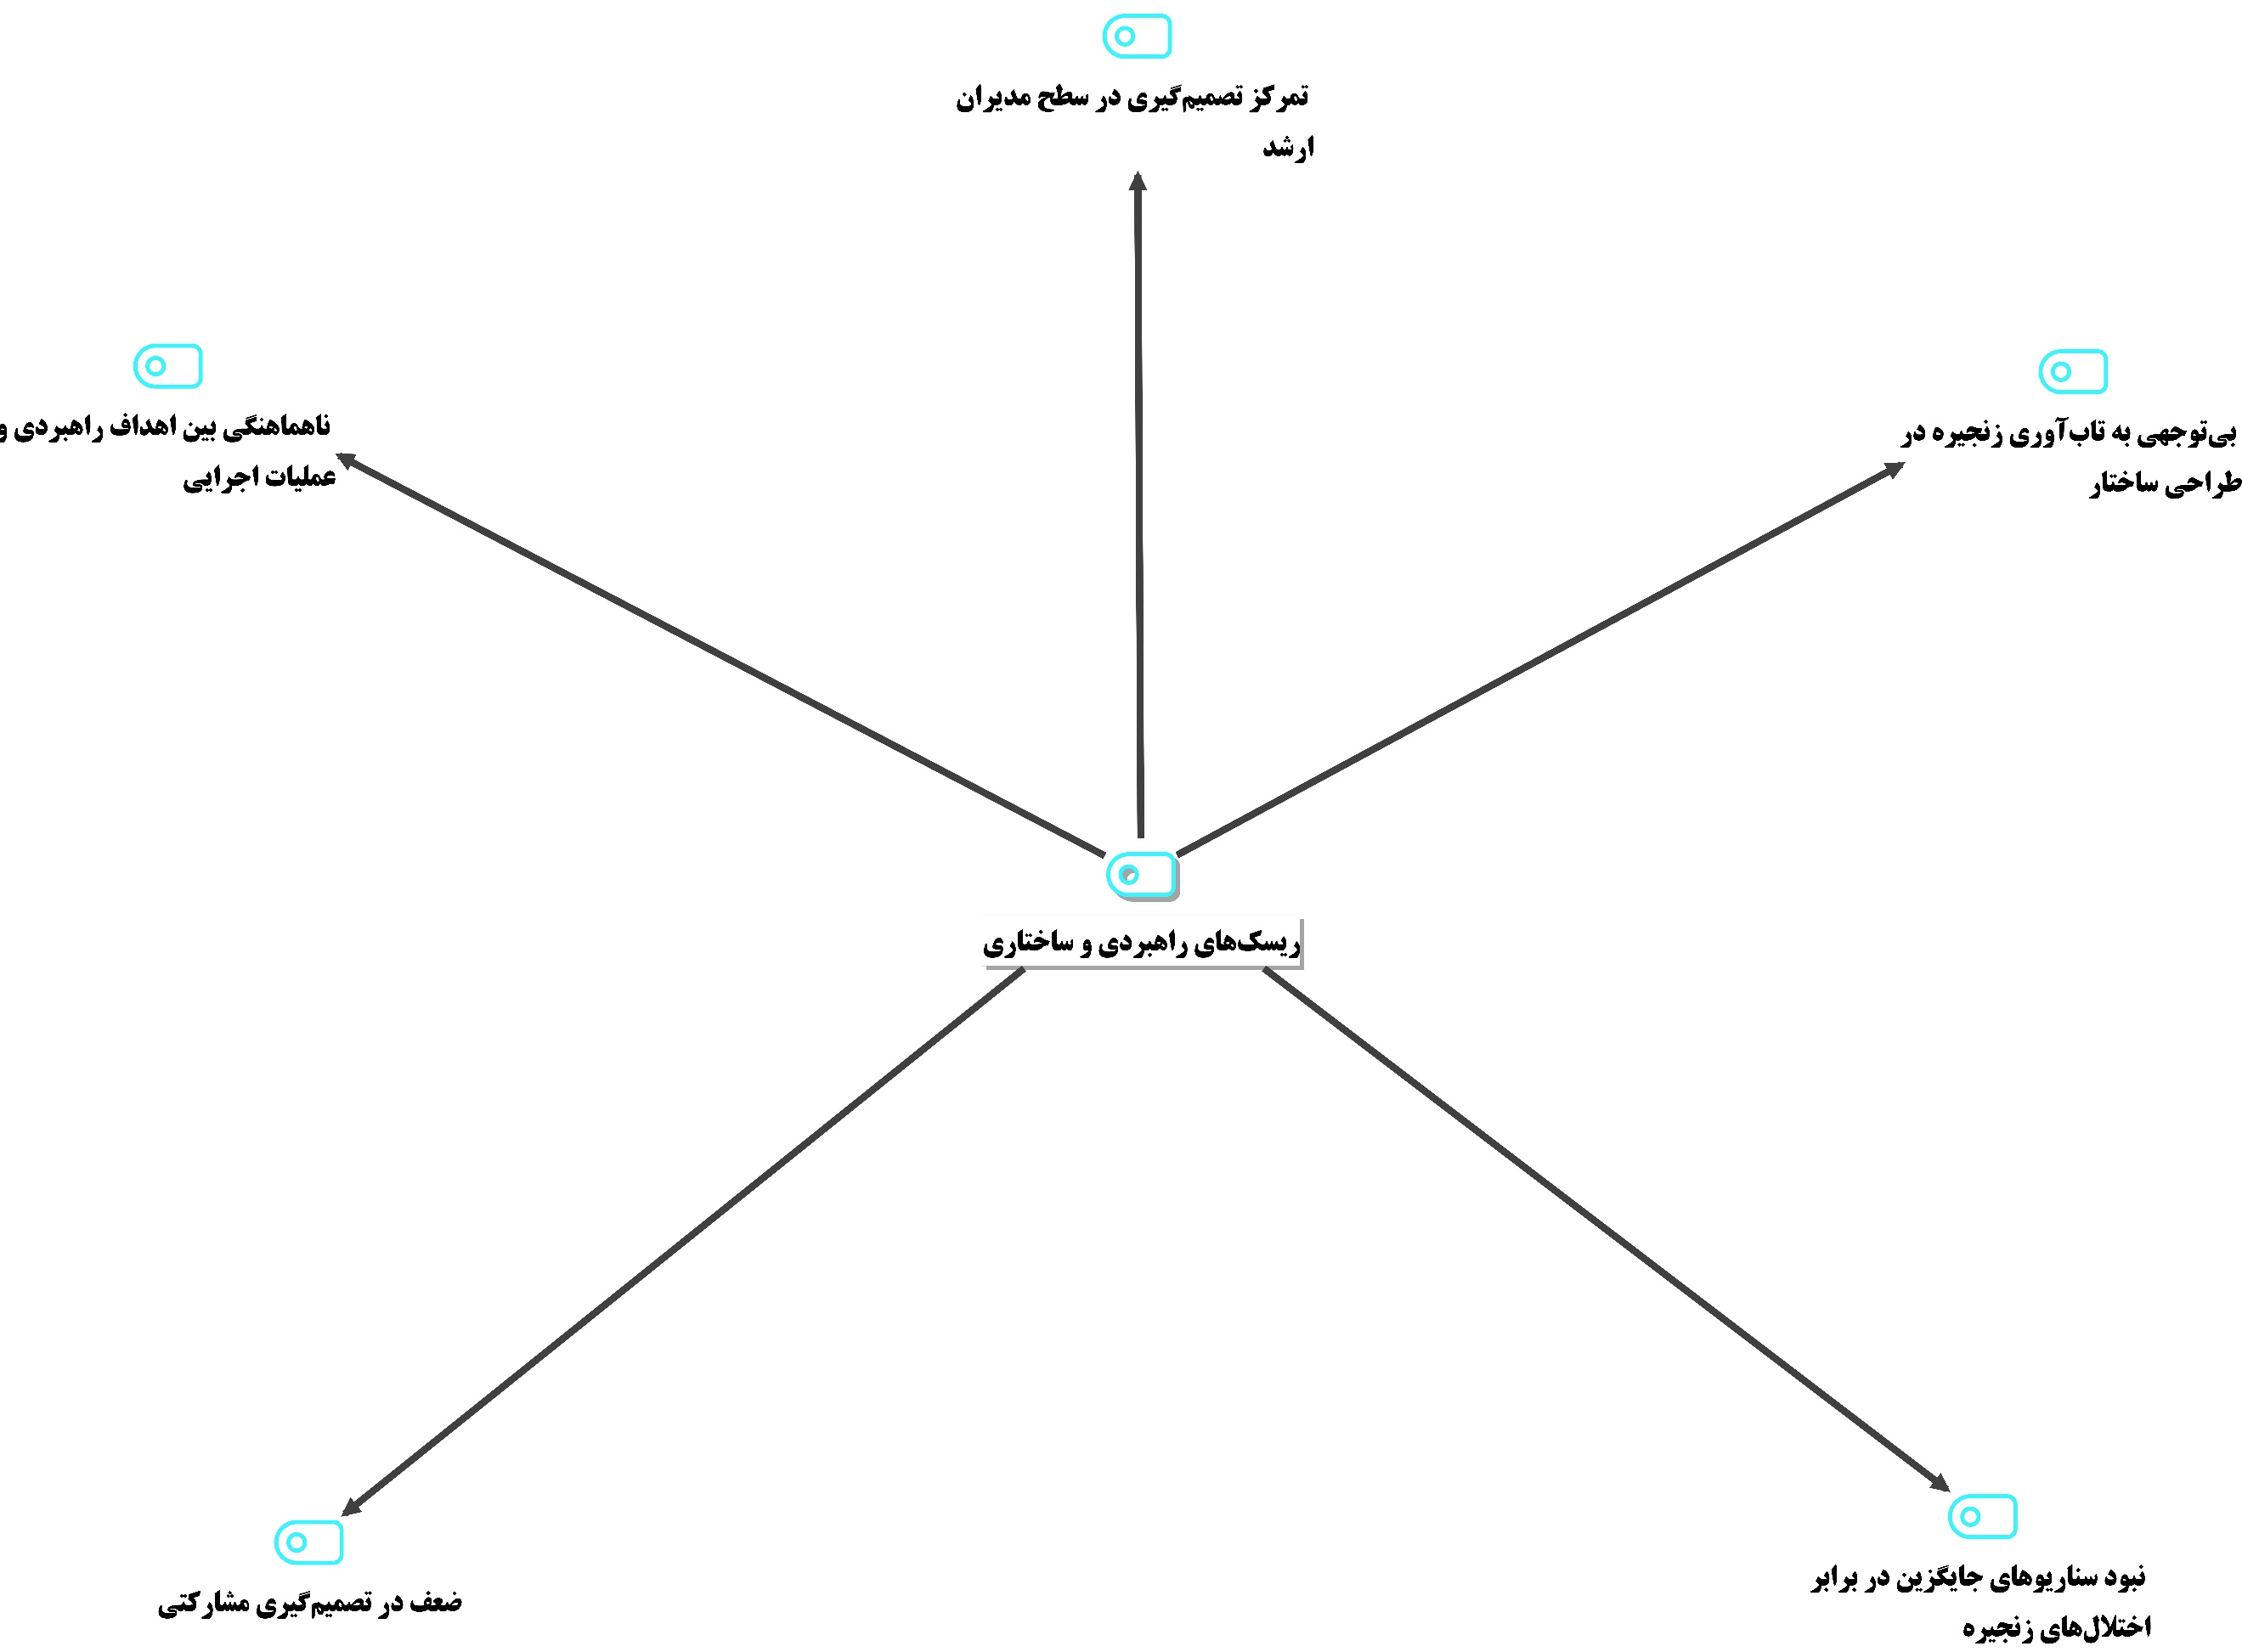 تمرکز تصمیم‌گیری در سطح مدیران
ارشد
بی‌توجهی به تاب‌آوری زنجیره در
طراحی ساختار
ناهماهنگی بین اهداف راهبردی و
عملیات اجرایی
ریسک‌های راهبردی و ساختاری
نبود سناریوهای جایگزین در برابر
اختلال‌های زنجیره
ضعف در تصمیم‌گیری مشارکتی